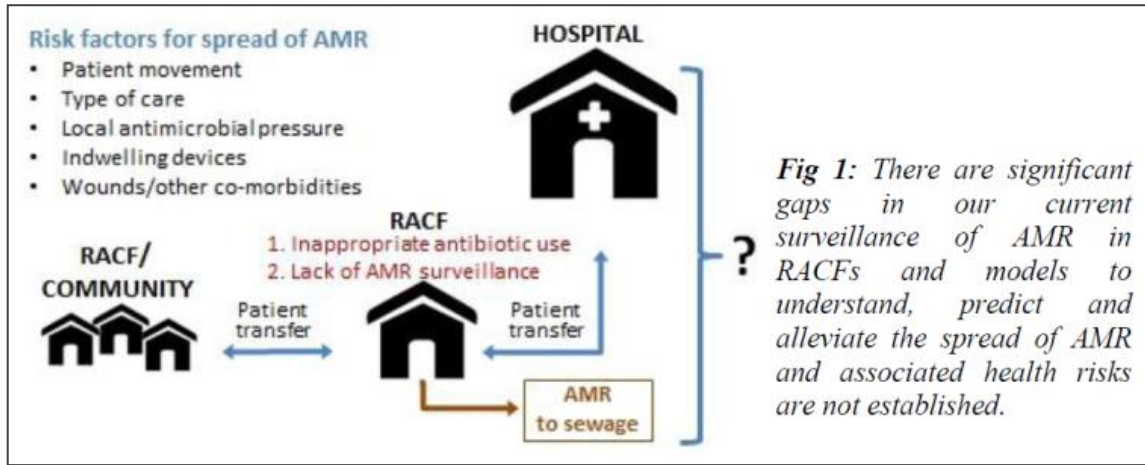 Risk factors for spread of AMR
• Patient movement
• Type of care
• Local antimicrobial pressure
• Indwelling devices
• Wounds/other co-morbidities
HOSPITAL
RACF
1. Inappropriate antibiotic use
2. Lack of AMR surveillance
RACF/
COMMUNITY
Patient
transfer
Patient
transfer
AMR
to sewage
?
Fig 1: There are significant
gaps in our current
surveillance of AMR in
RACFs and models to
understand, predict and
alleviate the spread of AMR
and associated health risks
are not established.